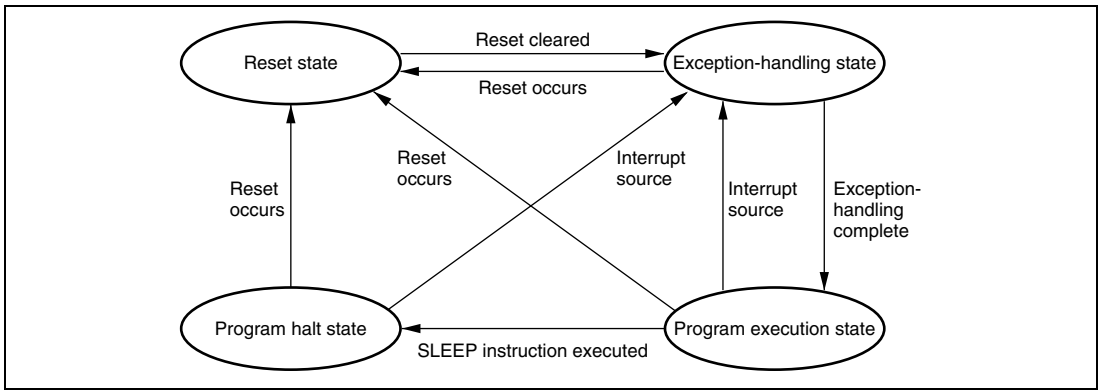 Reset state
Reset cleared
Exception-handling state
Reset occurs
Reset
occurs
Interrupt
source
Reset
occurs
Interrupt
source
Exception-
handling
complete
Program halt state
Program execution state
SLEEP instruction executed